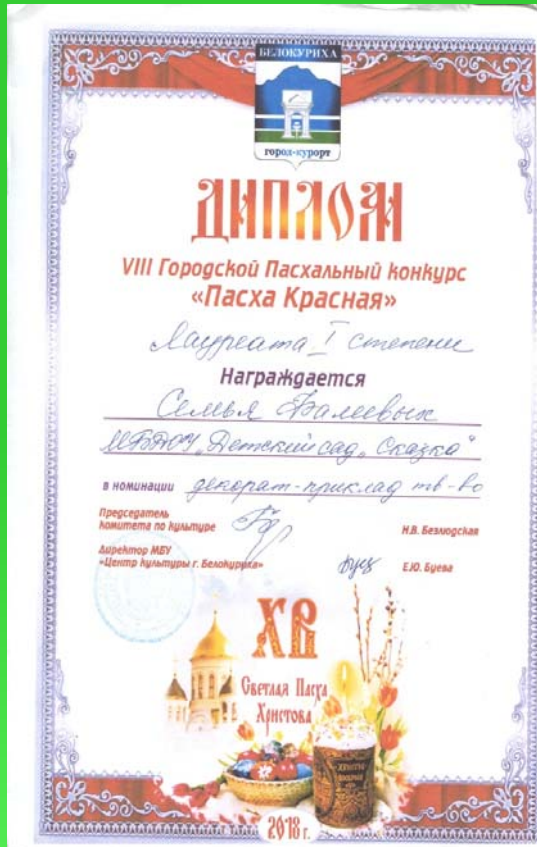 БЕЛОКУРИХА
город-курорт
ДИПЛОМ
VIII Городской Пасхальный конкурс
«Пасха Красная»
Лауреата I степени
Награждается
Семья
МБДОУ „Детский сад „Сказка“
в номинации декорат-приклад тв-во
Председатель
комитета по культуре
Н.В. Безлюдская
Директор МБУ
«Центр культуры г. Белокуриха»
Е.Ю. Буева
ХВ
Светлая Пасха
Христова
2018 г.